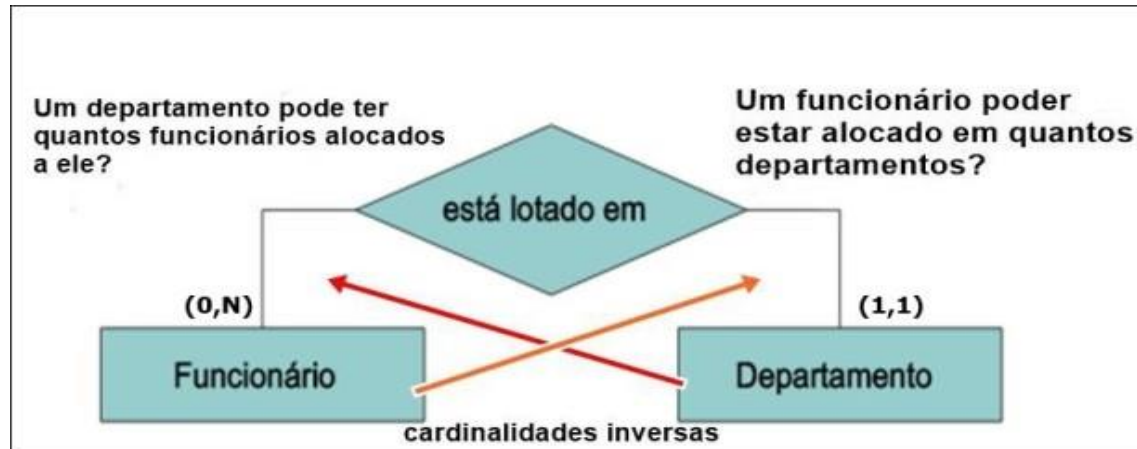 Um departamento pode ter
quantos funcionários alocados
a ele?
Um funcionário poder
estar alocado em quantos
departamentos?
está lotado em
(0,N)
(1,1)
Funcionário
Departamento
cardinalidades inversas